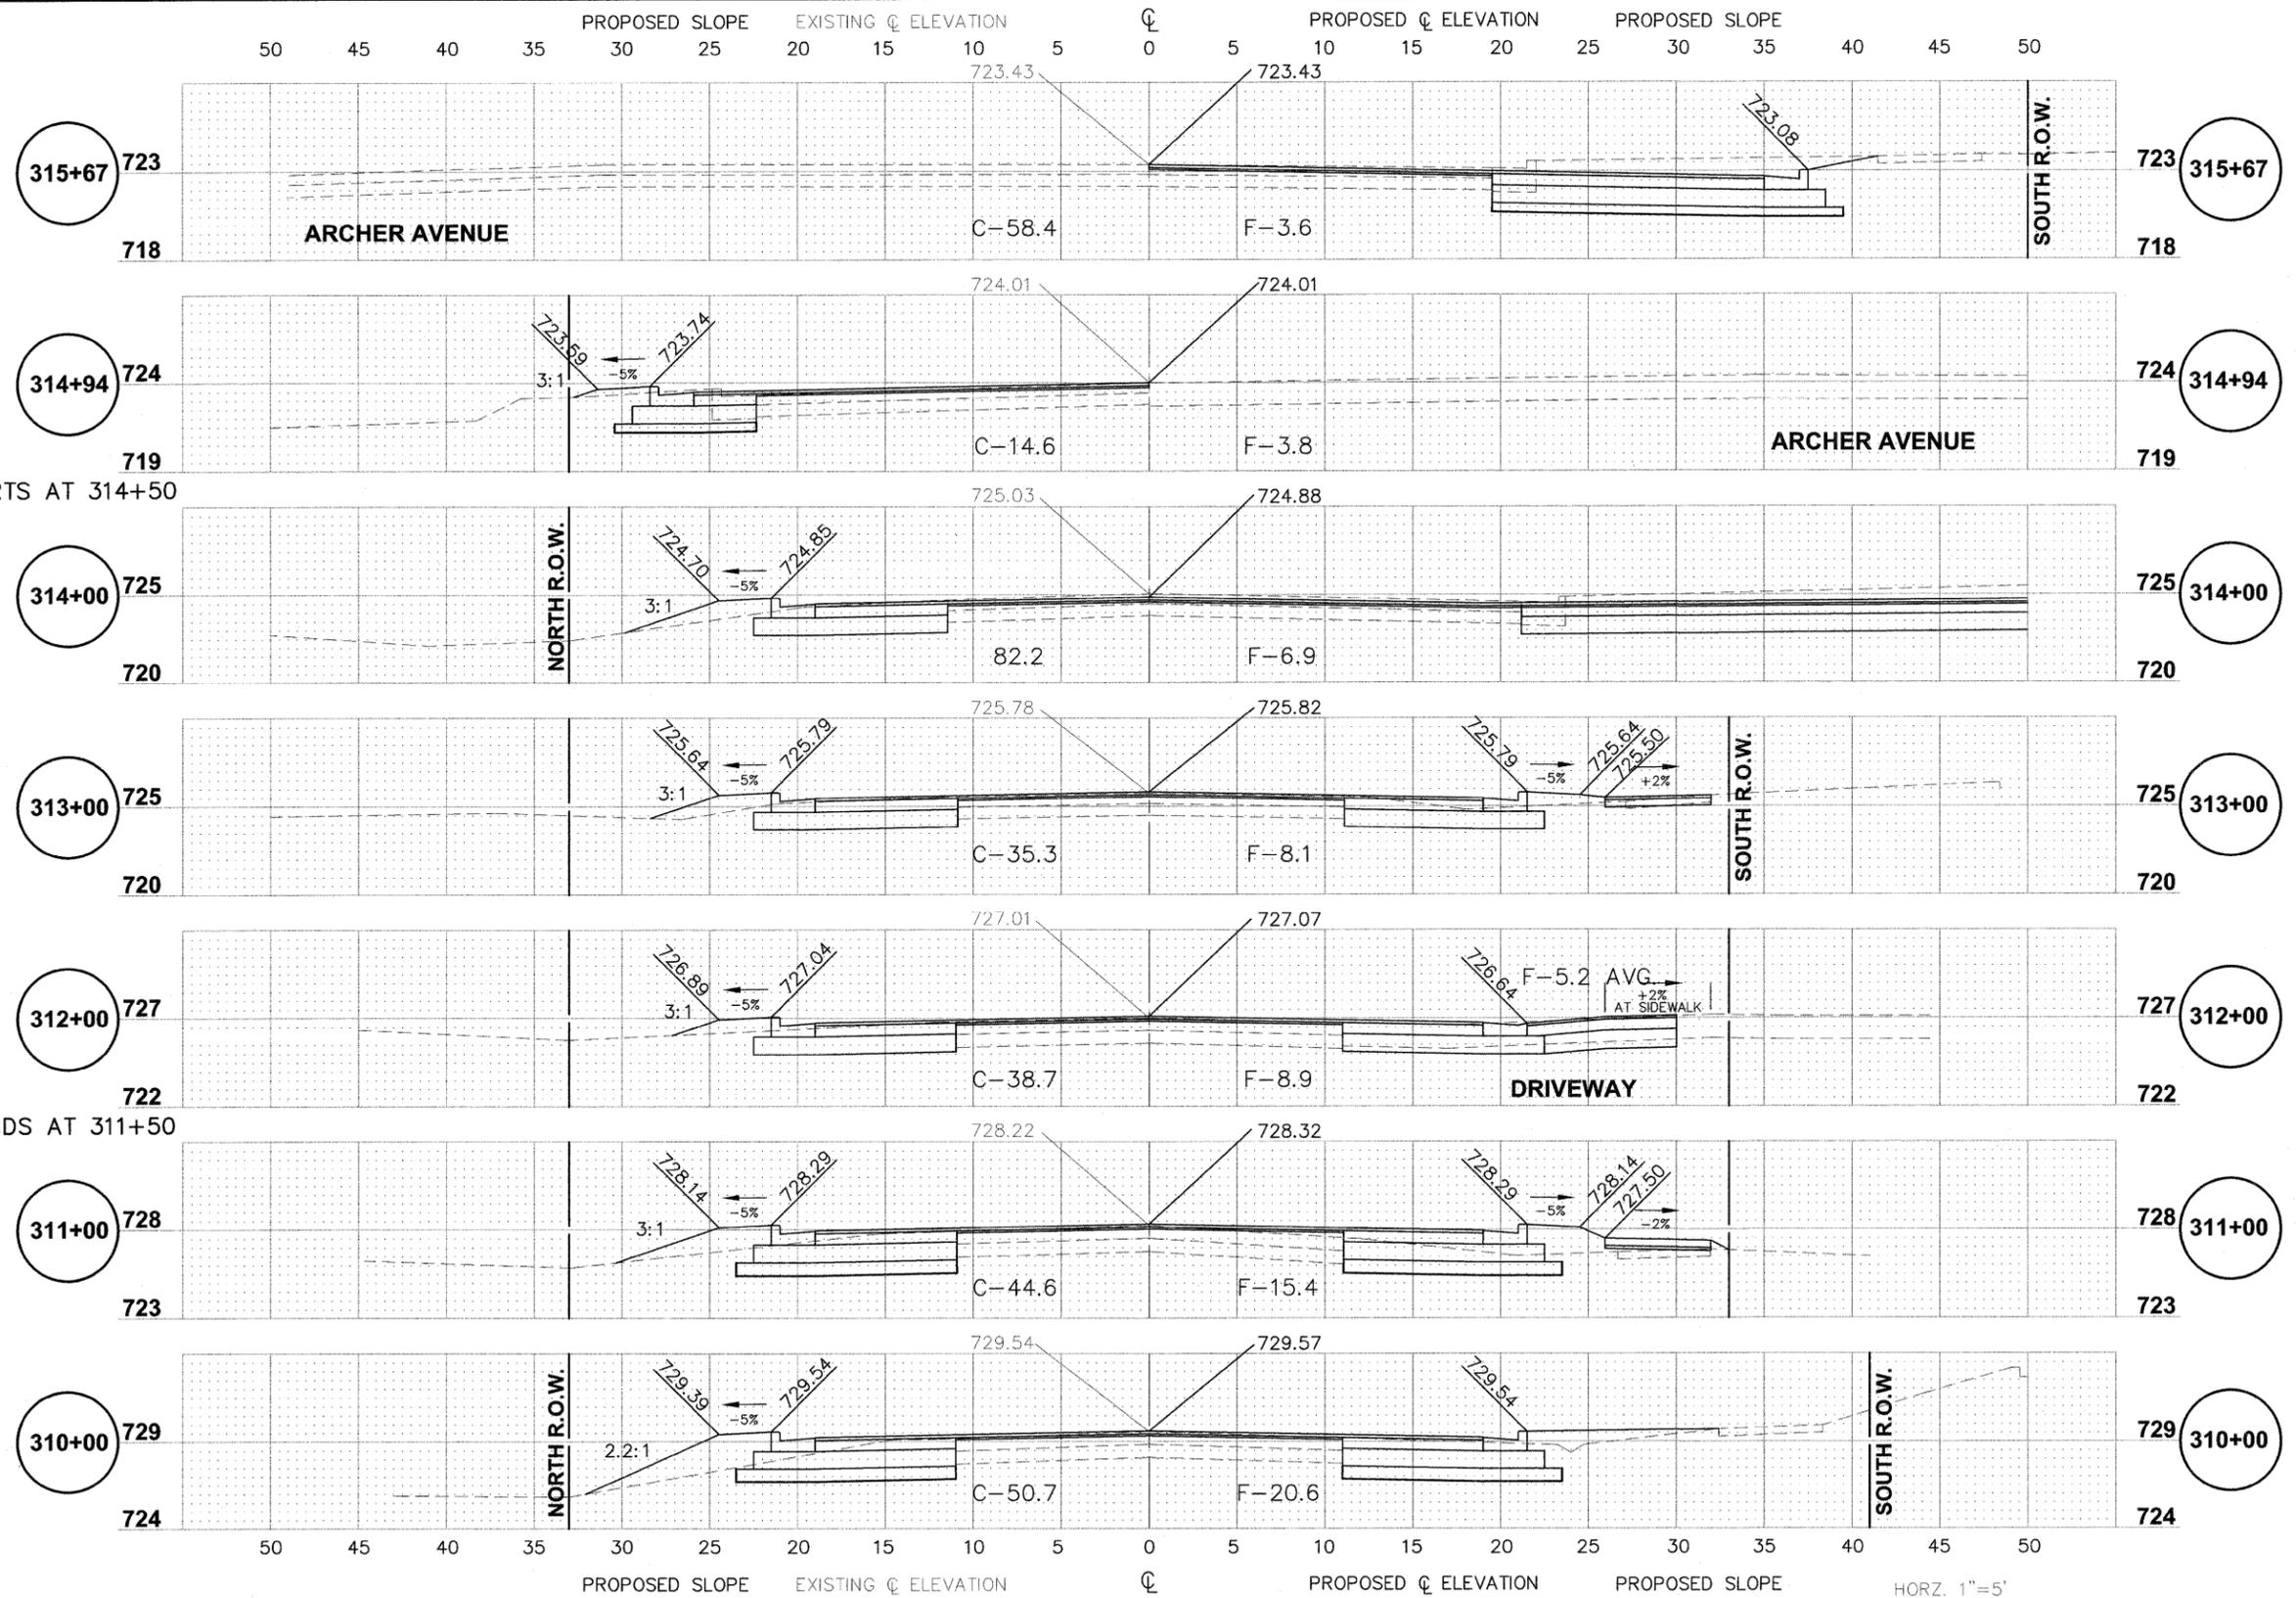 PROPOSED SLOPE EXISTING ℄ ELEVATION ℄ PROPOSED ℄ ELEVATION PROPOSED SLOPE
50 45 40 35 30 25 20 15 10 5 0 5 10 15 20 25 30 35 40 45 50
723.43 723.43
723.08
SOUTH R.O.W.
315+67 723 723 315+67
ARCHER AVENUE C-58.4 F-3.6
718 718
724.01 724.01
723.59 723.74
-5%
3:1
314+94 724 724 314+94
C-14.6 F-3.8 ARCHER AVENUE
719 719
RTS AT 314+50
725.03 724.88
NORTH R.O.W.
724.70 724.85
-5%
3:1
314+00 725 725 314+00
82.2 F-6.9
720 720
725.78 725.82
725.64 725.79 725.79 725.64 725.50
-5% -5% +2%
3:1
SOUTH R.O.W.
313+00 725 725 313+00
C-35.3 F-8.1
720 720
727.01 727.07
726.89 727.04 726.64 F-5.2 AVG.
-5% +2%
3:1 AT SIDEWALK
312+00 727 727 312+00
C-38.7 F-8.9 DRIVEWAY
722 722
DS AT 311+50
728.22 728.32
728.14 728.29 728.29 728.14 727.50
-5% -5% -2%
3:1
311+00 728 728 311+00
C-44.6 F-15.4
723 723
729.54 729.57
729.39 729.54 729.54
-5%
2.2:1
NORTH R.O.W. SOUTH R.O.W.
310+00 729 729 310+00
C-50.7 F-20.6
724 724
50 45 40 35 30 25 20 15 10 5 0 5 10 15 20 25 30 35 40 45 50
PROPOSED SLOPE EXISTING ℄ ELEVATION ℄ PROPOSED ℄ ELEVATION PROPOSED SLOPE HORZ. 1"=5'